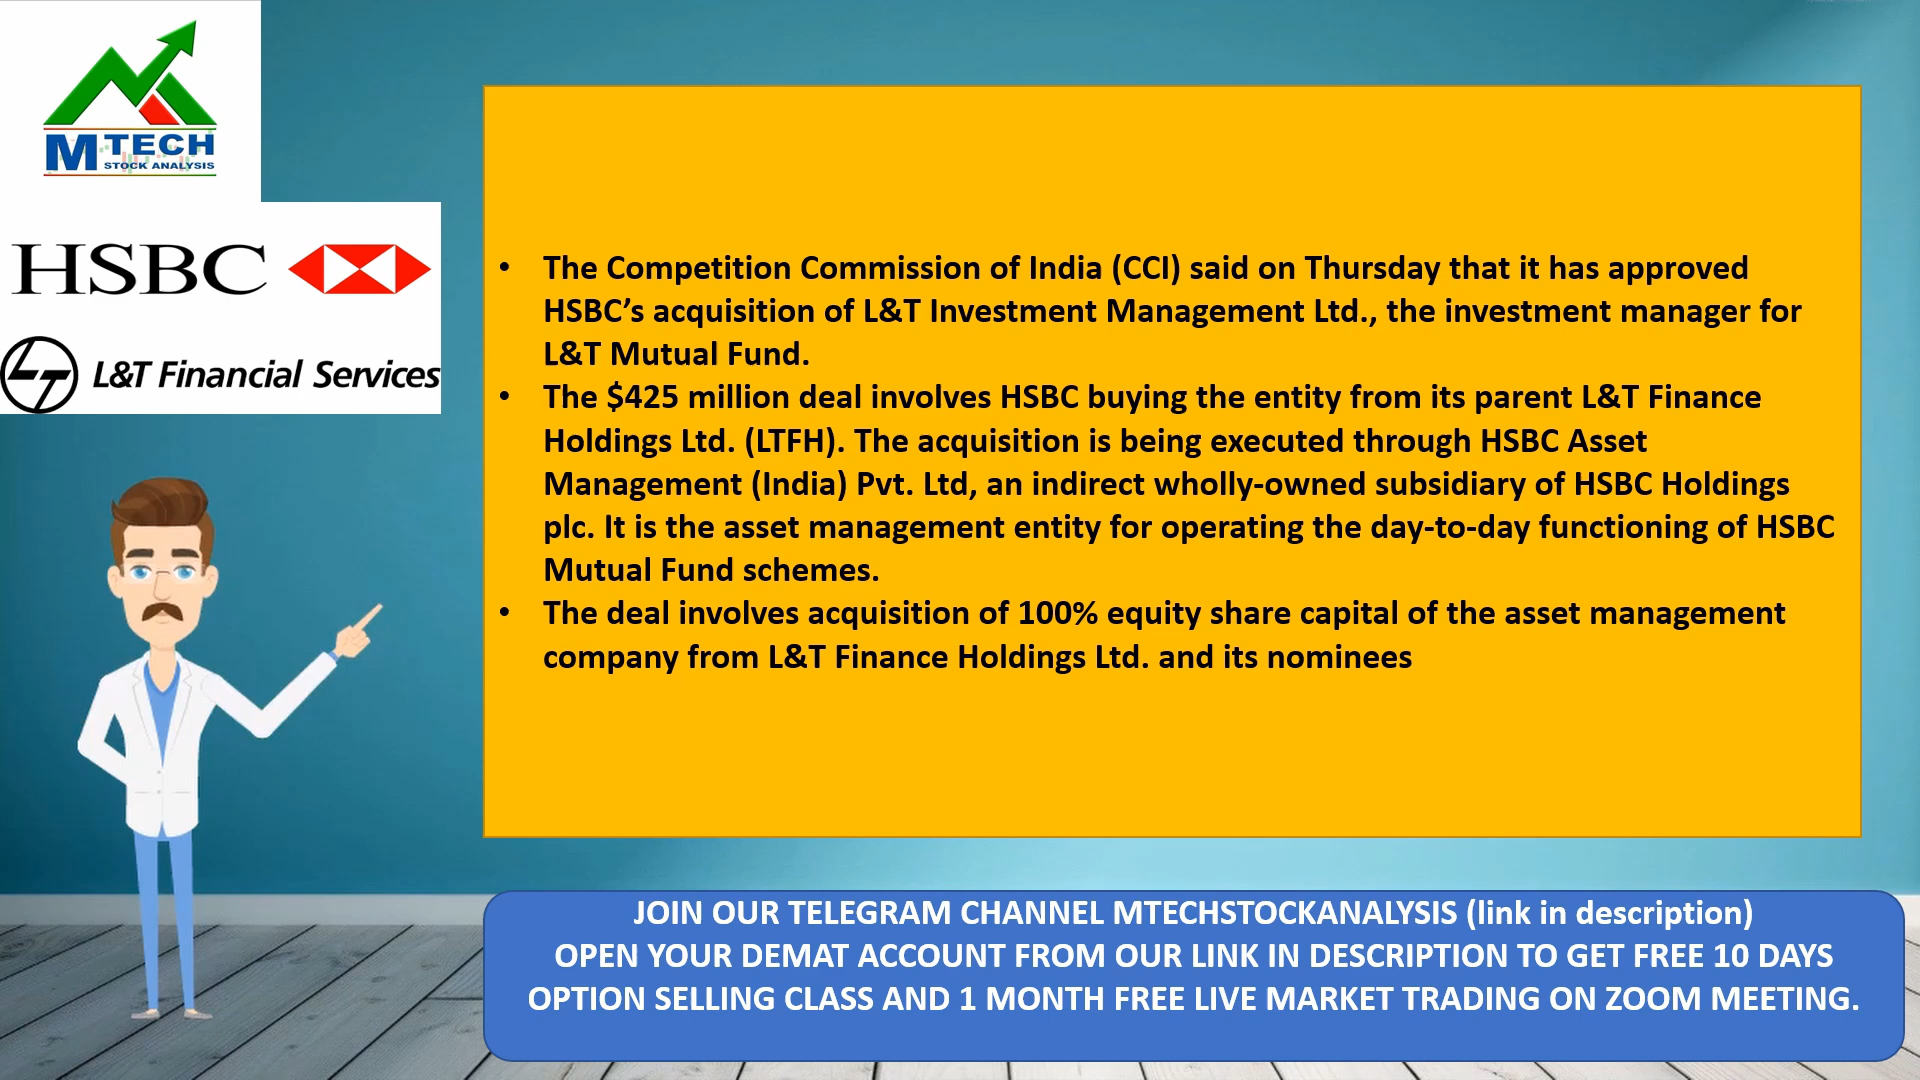 M TECH
STOCK ANALYSIS
HSBC
LT L&T Financial Services
• The Competition Commission of India (CCI) said on Thursday that it has approved
HSBC’s acquisition of L&T Investment Management Ltd., the investment manager for
L&T Mutual Fund.
• The $425 million deal involves HSBC buying the entity from its parent L&T Finance
Holdings Ltd. (LTFH). The acquisition is being executed through HSBC Asset
Management (India) Pvt. Ltd, an indirect wholly-owned subsidiary of HSBC Holdings
plc. It is the asset management entity for operating the day-to-day functioning of HSBC
Mutual Fund schemes.
• The deal involves acquisition of 100% equity share capital of the asset management
company from L&T Finance Holdings Ltd. and its nominees
JOIN OUR TELEGRAM CHANNEL MTECHSTOCKANALYSIS (link in description)
OPEN YOUR DEMAT ACCOUNT FROM OUR LINK IN DESCRIPTION TO GET FREE 10 DAYS
OPTION SELLING CLASS AND 1 MONTH FREE LIVE MARKET TRADING ON ZOOM MEETING.